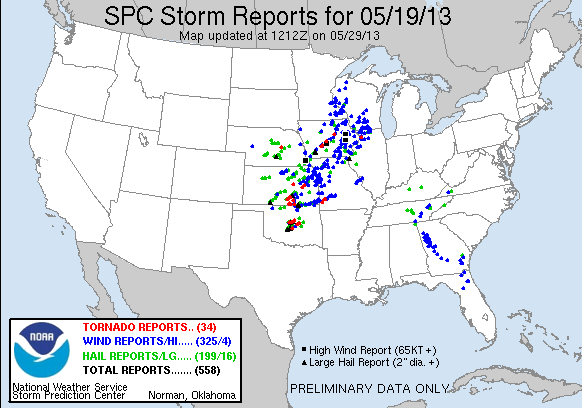 SPC Storm Reports for 05/19/13
Map updated at 1212Z on 05/29/13
NOAA
TORNADO REPORTS.. (34)
WIND REPORTS/HI..... (325/4)
HAIL REPORTS/LG..... (199/16)
TOTAL REPORTS....... (558)
National Weather Service
Storm Prediction Center Norman, Oklahoma
High Wind Report (65KT +)
Large Hail Report (2" dia. +)
PRELIMINARY DATA ONLY